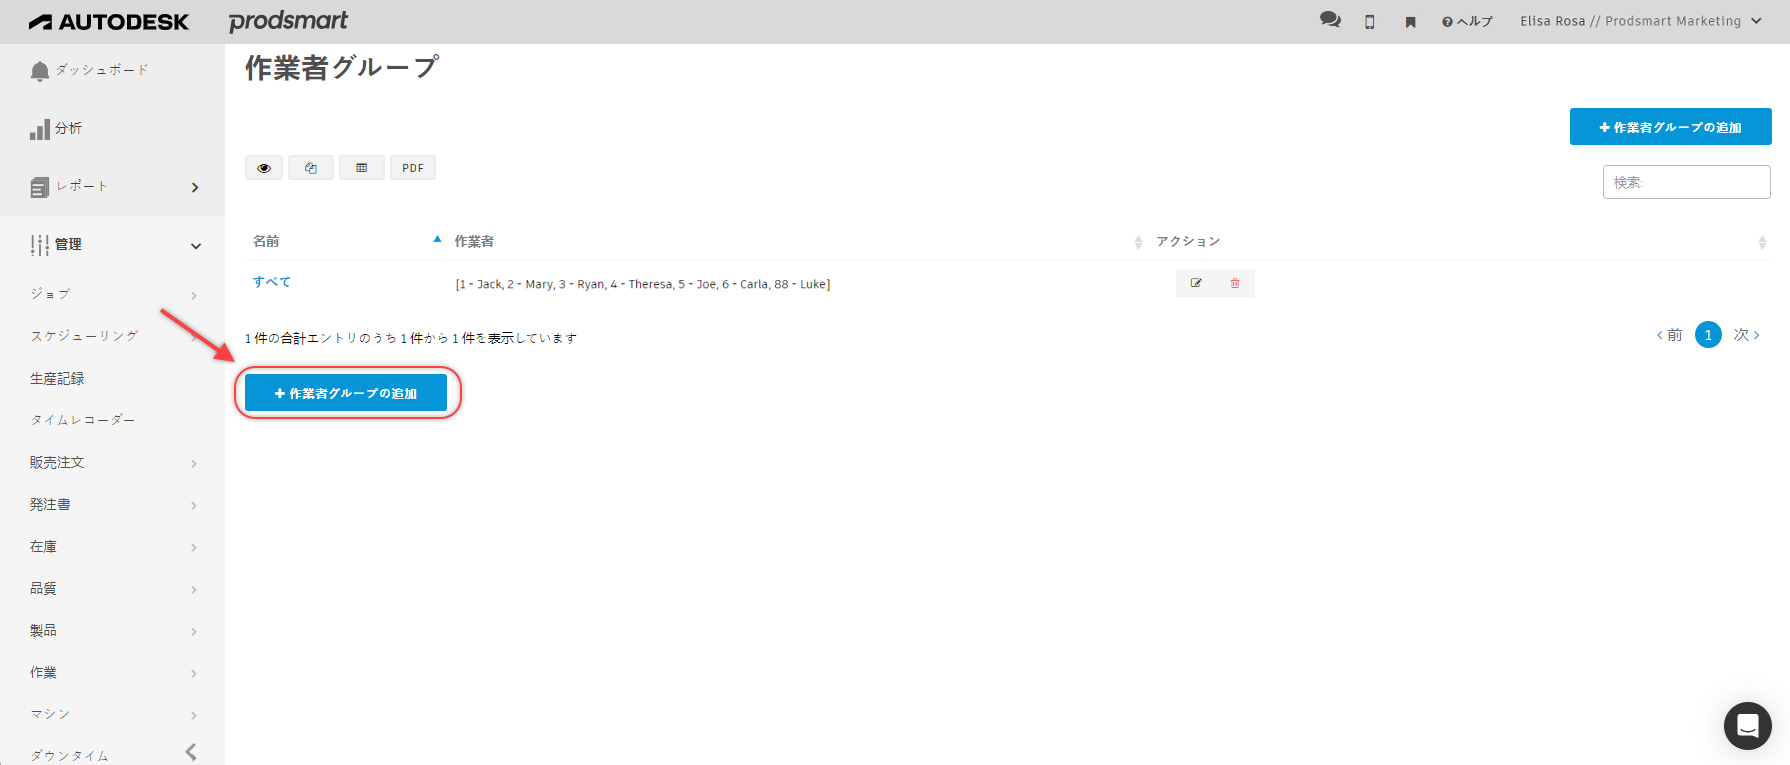 AUTODESK prodsmart
ヘルプ
Elisa Rosa // Prodsmart Marketing
ダッシュボード
分析
レポート
管理
ジョブ
スケジューリング
生産記録
タイムレコーダー
販売注文
発注書
在庫
品質
製品
作業
マシン
ダウンタイム
作業者グループ
+ 作業者グループの追加
PDF
検索:
名前 作業者 アクション
すべて [1 - Jack, 2 - Mary, 3 - Ryan, 4 - Theresa, 5 - Joe, 6 - Carla, 88 - Luke]
1 件の合計エントリのうち 1 件から 1 件を表示しています
前 1 次
+ 作業者グループの追加